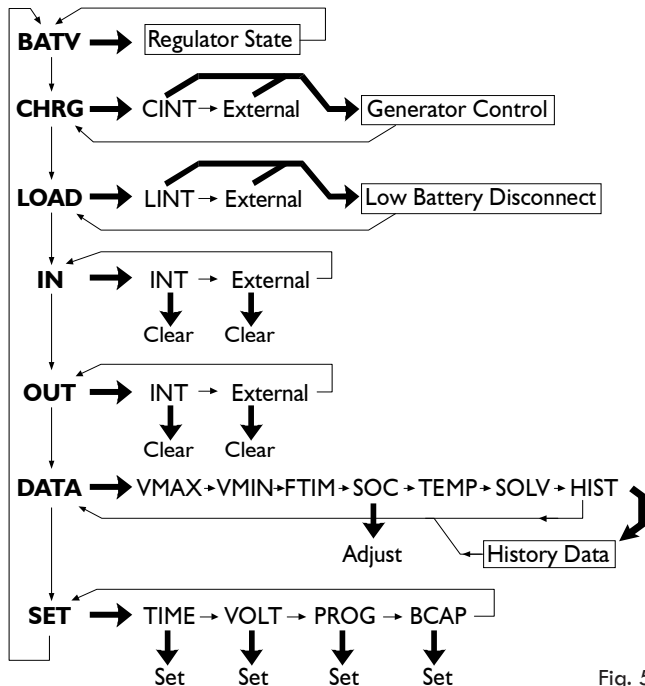 BATV Regulator State
CHRG CINT External Generator Control
LOAD LINT External Low Battery Disconnect
IN INT External
Clear Clear
OUT INT External
Clear Clear
DATA VMAX VMIN FTIM SOC TEMP SOLV HIST
Adjust History Data
SET TIME VOLT PROG BCAP
Set Set Set Set
Fig. 5